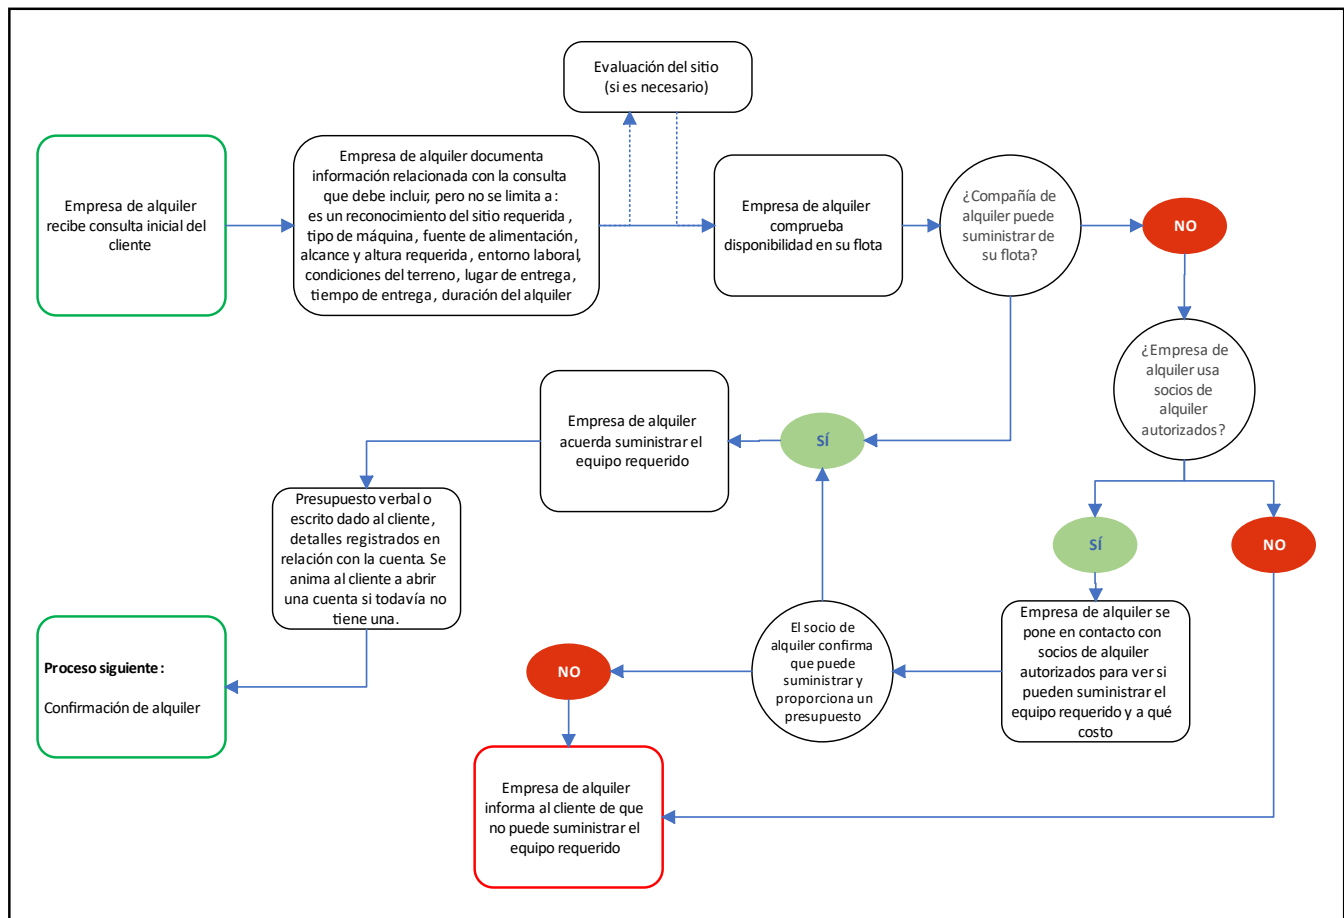 Evaluación del sitio
(si es necesario)
Empresa de alquiler
recibe consulta inicial del
cliente
Empresa de alquiler documenta
información relacionada con la consulta
que debe incluir, pero no se limita a :
es un reconocimiento del sitio requerida ,
tipo de máquina , fuente de alimentación ,
alcance y altura requerida , entorno laboral,
condiciones del terreno , lugar de entrega ,
tiempo de entrega , duración del alquiler
Empresa de alquiler
comprueba
disponibilidad en su flota
¿Compañía de
alquiler puede
suministrar de
su flota?
NO
¿Empresa de
alquiler usa
socios de
alquiler
autorizados?
SÍ
NO
Empresa de alquiler
acuerda suministrar el
equipo requerido
SÍ
Presupuesto verbal o
escrito dado al cliente ,
detalles registrados en
relación con la cuenta. Se
anima al cliente a abrir
una cuenta si todavía no
tiene una.
Empresa de alquiler se
pone en contacto con
socios de alquiler
autorizados para ver si
pueden suministrar el
equipo requerido y a qué
costo
El socio de
alquiler confirma
que puede
suministrar y
proporciona un
presupuesto
NO
Proceso siguiente :
Confirmación de alquiler
Empresa de alquiler
informa al cliente de que
no puede suministrar el
equipo requerido